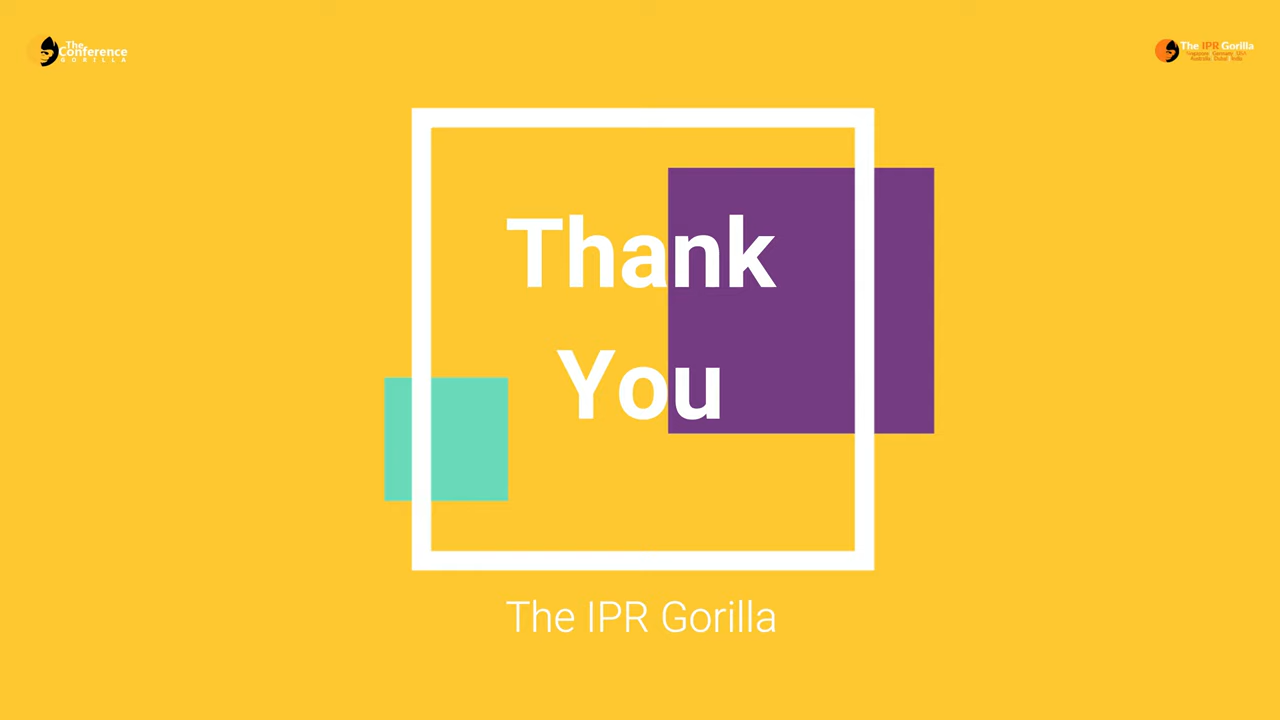 The
Conference
GORILLA
The IPR Gorilla
Thank
You
The IPR Gorilla